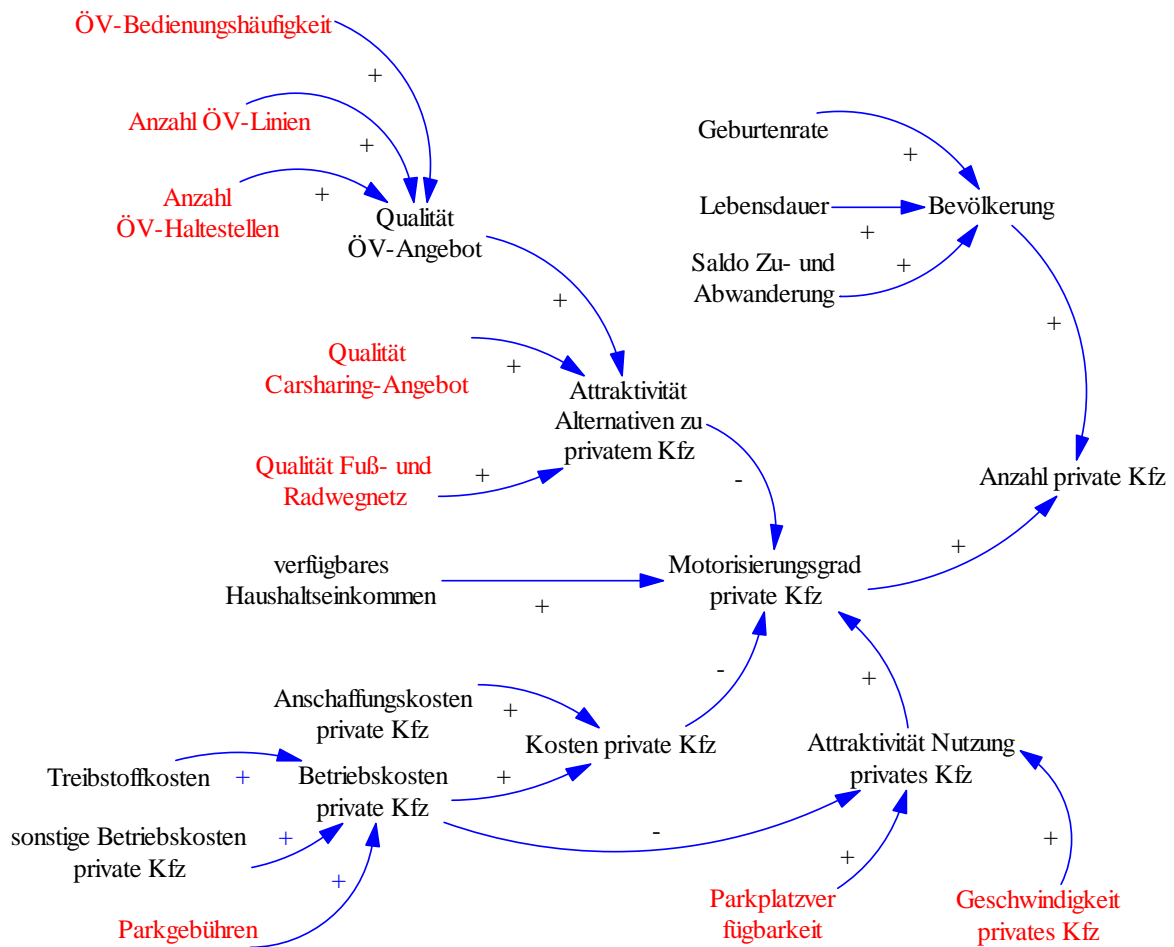 ÖV-Bedienungshäufigkeit
+
Anzahl ÖV-Linien
+
Anzahl
ÖV-Haltestellen
+
Qualität
ÖV-Angebot
+
Geburtenrate
+
Lebensdauer
+
Bevölkerung
Saldo Zu- und
Abwanderung
+
+
Qualität
Carsharing-Angebot
+
Attraktivität
Alternativen zu
privatem Kfz
Qualität Fuß- und
Radwegnetz
+
-
Anzahl private Kfz
verfügbares
Haushaltseinkommen
+
Motorisierungsgrad
private Kfz
+
Anschaffungskosten
private Kfz
+
-
+
Kosten private Kfz
Attraktivität Nutzung
privates Kfz
Treibstoffkosten
+
Betriebskosten
private Kfz
+
sonstige Betriebskosten
private Kfz
+
-
+
+
Parkgebühren
+
Parkplatzver
fügbarkeit
Geschwindigkeit
privates Kfz